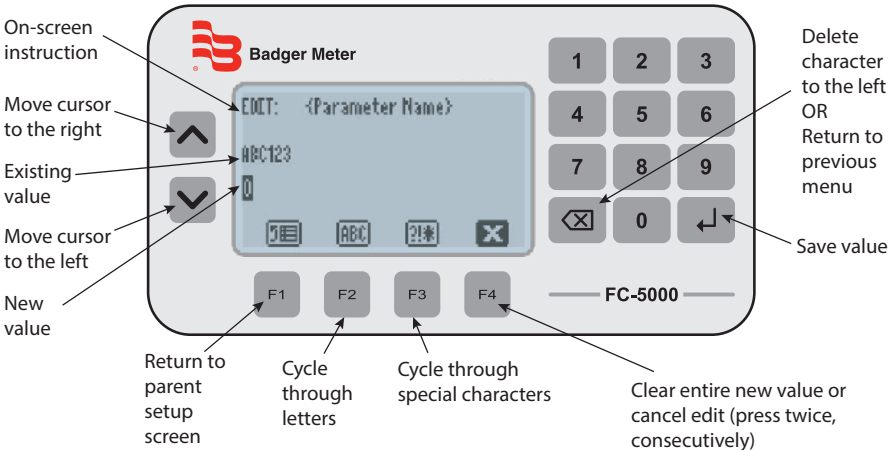 On-screen
instruction
Move cursor
to the right
Existing
value
Move cursor
to the left
New
value
Badger Meter
®
EDIT: {Parameter Name}
ABC123
0
ABC
?!*
X
F1
F2
F3
F4
1 2 3
4 5 6
7 8 9
0
FC-5000
Delete
character
to the left
OR
Return to
previous
menu
Save value
Return to
parent
setup
screen
Cycle
through
letters
Cycle through
special characters
Clear entire new value or
cancel edit (press twice,
consecutively)